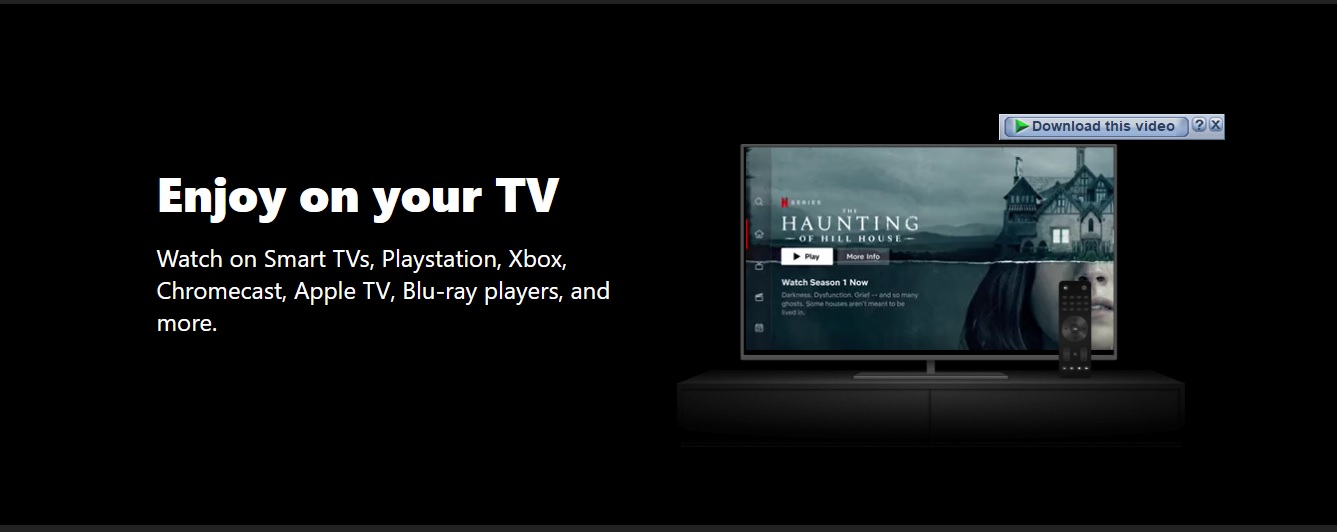 Download this video ? X
Enjoy on your TV
Watch on Smart TVs, Playstation, Xbox,
Chromecast, Apple TV, Blu-ray players, and
more.
N SERIES
THE
HAUNTING
OF HILL HOUSE
Play More Info
Watch Season 1 Now
Darkness. Dysfunction. Grief -- and so many
ghosts. Some houses aren't meant to be
lived in.